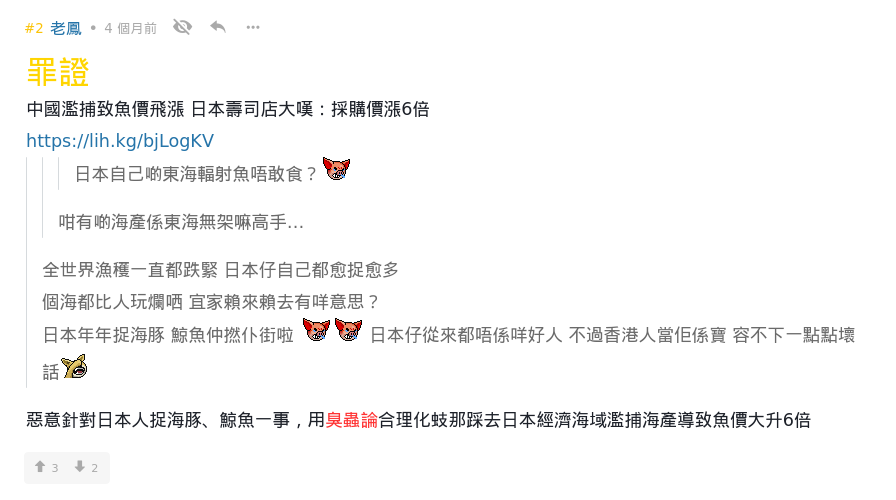 #2 老鳳 • 4 個月前
罪證
中國濫捕致魚價飛漲 日本壽司店大嘆：採購價漲6倍
https://lih.kg/bjLogKV
日本自己啲東海輻射魚唔敢食？
咁有啲海產係東海無架嘛高手...
全世界漁穫一直都跌緊 日本仔自己都愈捉愈多
個海都比人玩爛哂 宜家賴來賴去有咩意思？
日本年年捉海豚 鯨魚仲撚仆街啦 日本仔從來都唔係咩好人 不過香港人當佢係寶 容不下一點點壞
話
惡意針對日本人捉海豚、鯨魚一事，用臭蟲論合理化蚑那踩去日本經濟海域濫捕海產導致魚價大升6倍
3 2